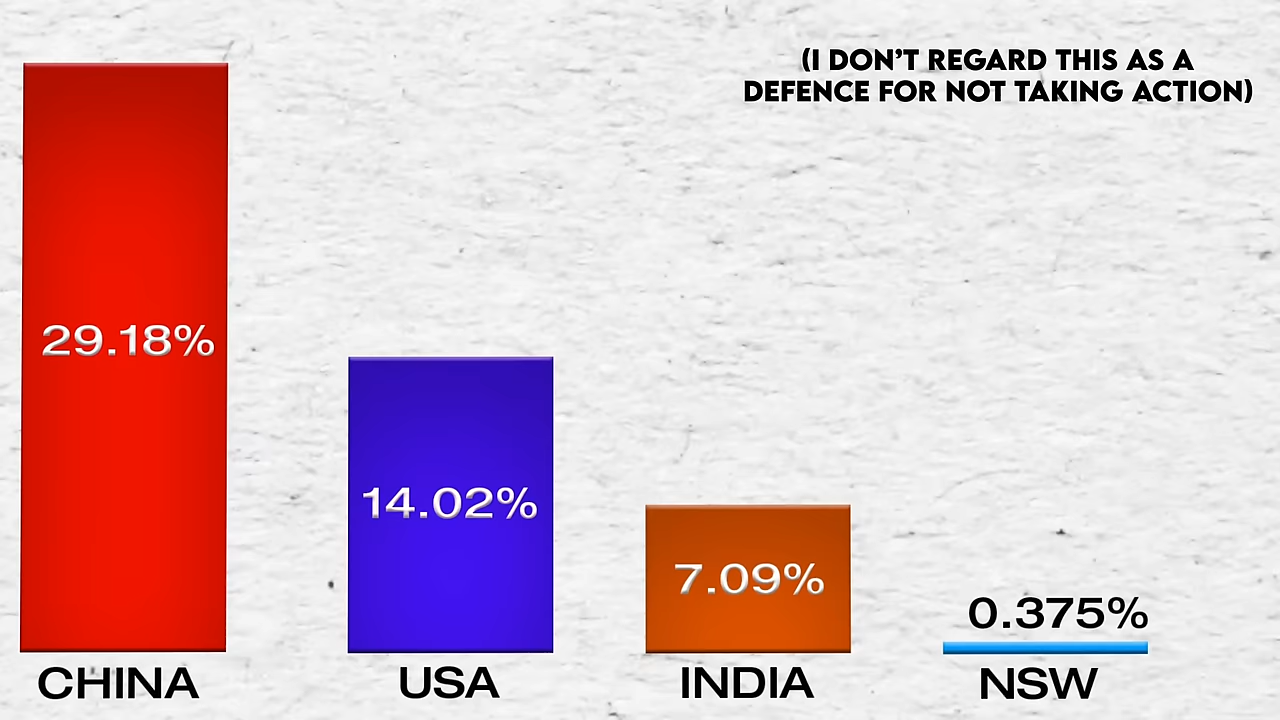 (I DON'T REGARD THIS AS A
DEFENCE FOR NOT TAKING ACTION)
29.18%
14.02%
7.09%
0.375%
CHINA
USA
INDIA
NSW